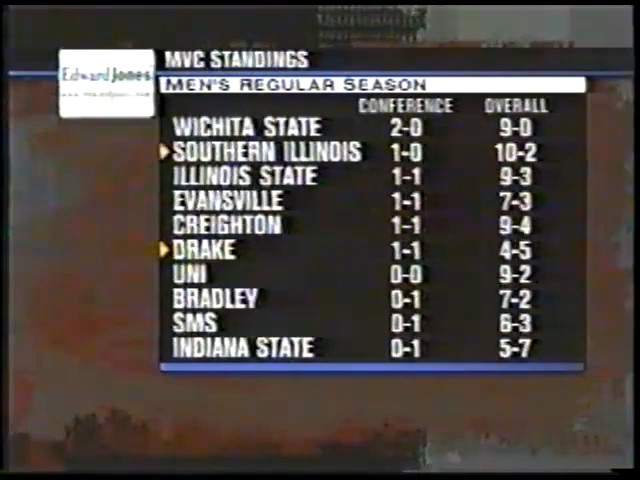 MVC STANDINGS
Edward Jones
MEN'S REGULAR SEASON
CONFERENCE OVERALL
WICHITA STATE 2-0 9-0
SOUTHERN ILLINOIS 1-0 10-2
ILLINOIS STATE 1-1 9-3
EVANSVILLE 1-1 7-3
CREIGHTON 1-1 9-4
DRAKE 1-1 4-5
UNI 0-0 9-2
BRADLEY 0-1 7-2
SMS 0-1 6-3
INDIANA STATE 0-1 5-7